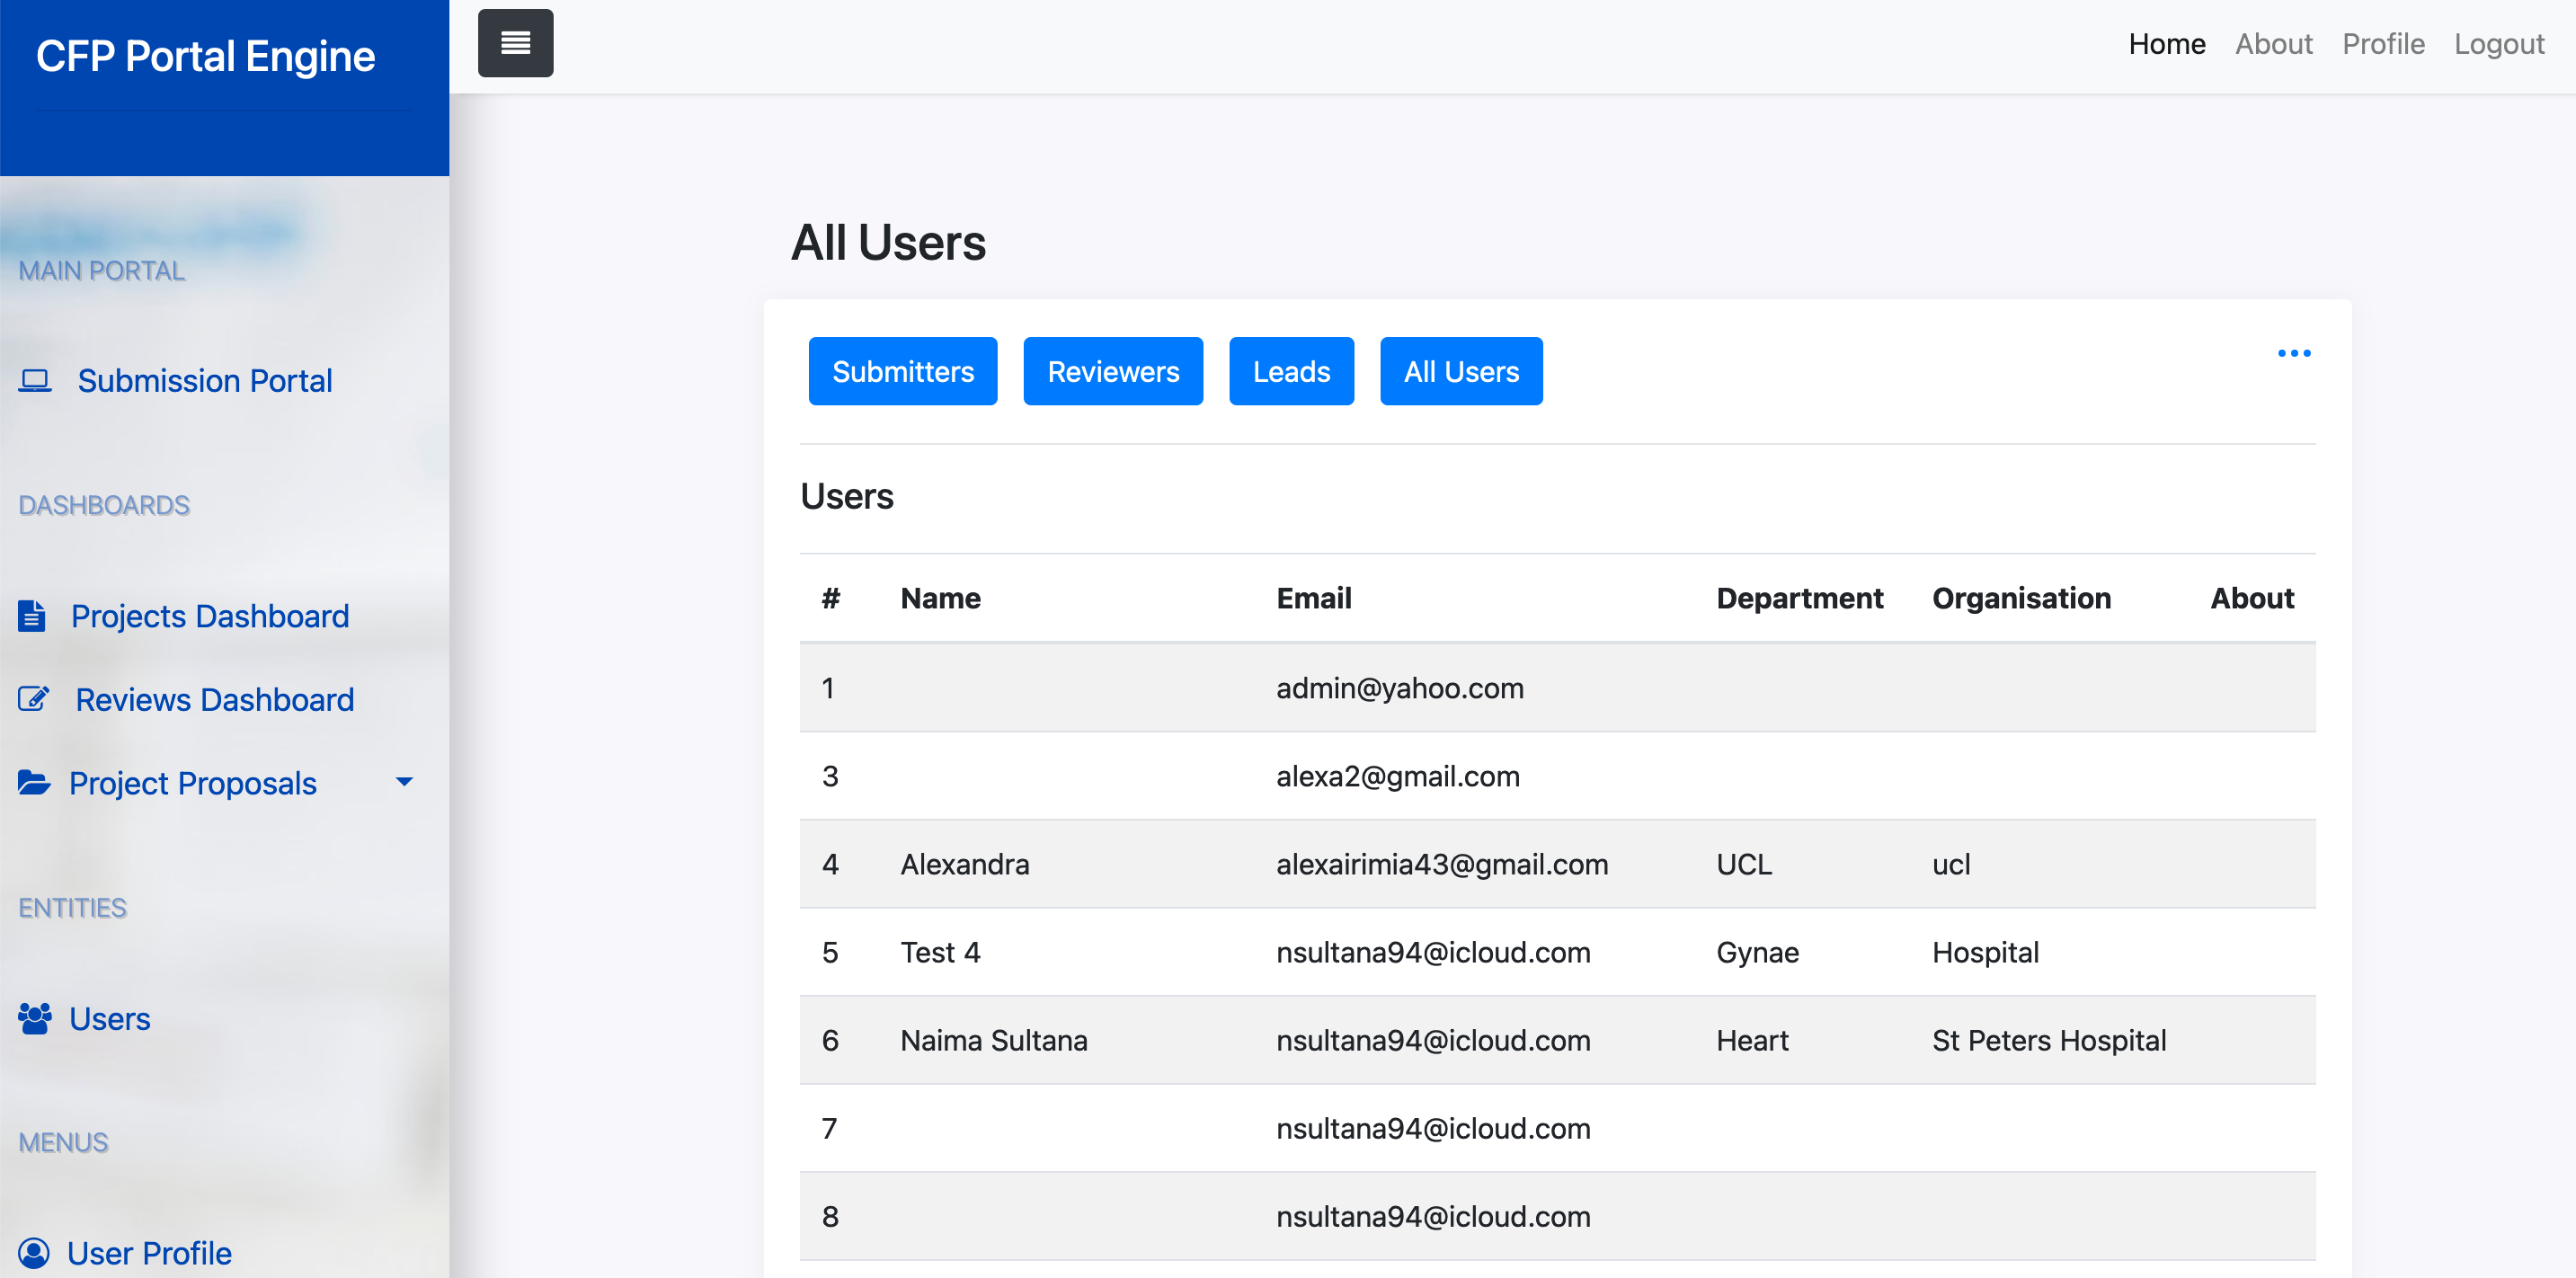 CFP Portal Engine
Home About Profile Logout
MAIN PORTAL
Submission Portal
DASHBOARDS
Projects Dashboard
Reviews Dashboard
Project Proposals
ENTITIES
Users
MENUS
User Profile
All Users
Submitters Reviewers Leads All Users
Users
# Name Email Department Organisation About
1 admin@yahoo.com
3 alexa2@gmail.com
4 Alexandra alexairimia43@gmail.com UCL ucl
5 Test 4 nsultana94@icloud.com Gynae Hospital
6 Naima Sultana nsultana94@icloud.com Heart St Peters Hospital
7 nsultana94@icloud.com
8 nsultana94@icloud.com